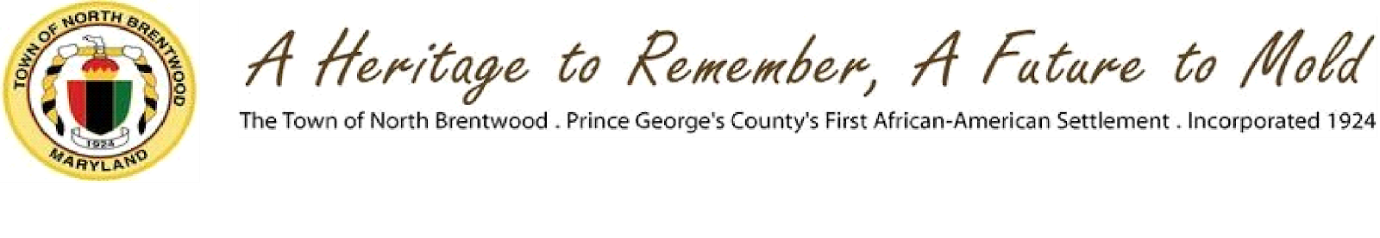 TOWN OF NORTH BRENTWOOD
1924
MARYLAND
A Heritage to Remember, A Future to Mold
The Town of North Brentwood . Prince George's County's First African-American Settlement . Incorporated 1924